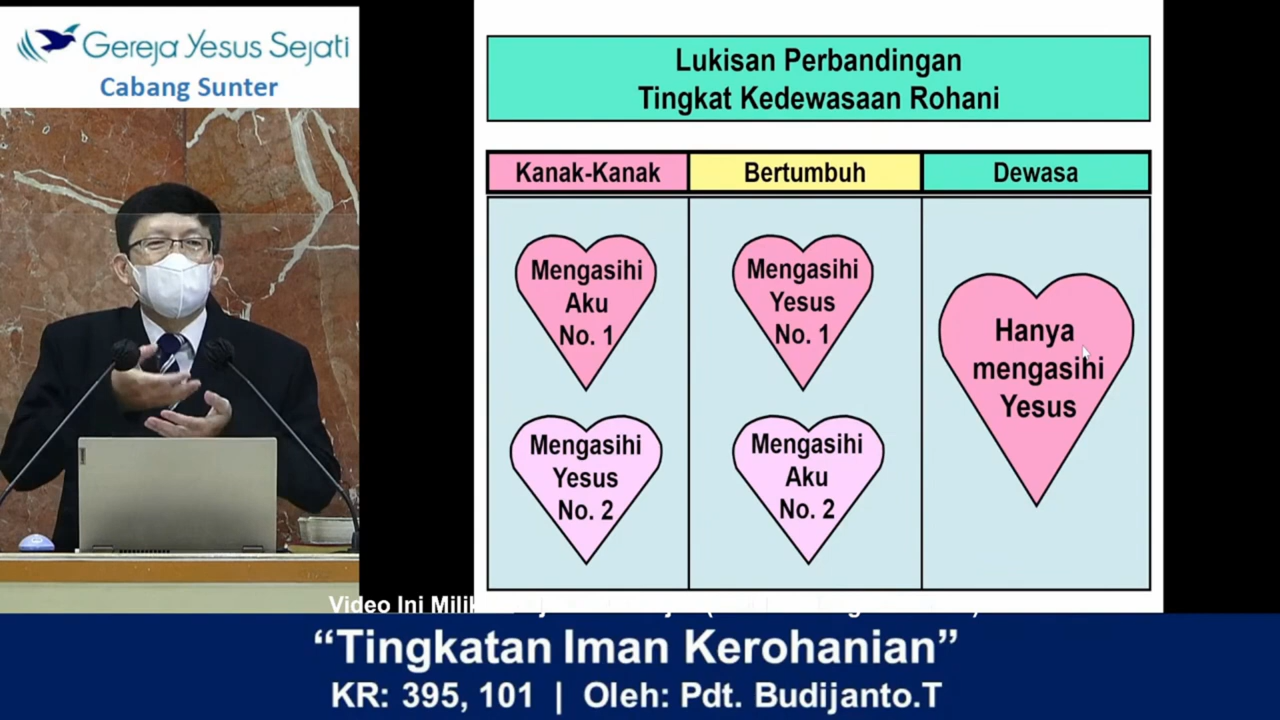 Gereja Yesus Sejati
Cabang Sunter
Lukisan Perbandingan
Tingkat Kedewasaan Rohani
Kanak-Kanak
Bertumbuh
Dewasa
Mengasihi
Aku
No. 1
Mengasihi
Yesus
No. 2
Mengasihi
Yesus
No. 1
Mengasihi
Aku
No. 2
Hanya
mengasihi
Yesus
Video Ini Milik
“Tingkatan Iman Kerohanian”
KR: 395, 101 | Oleh: Pdt. Budijanto.T